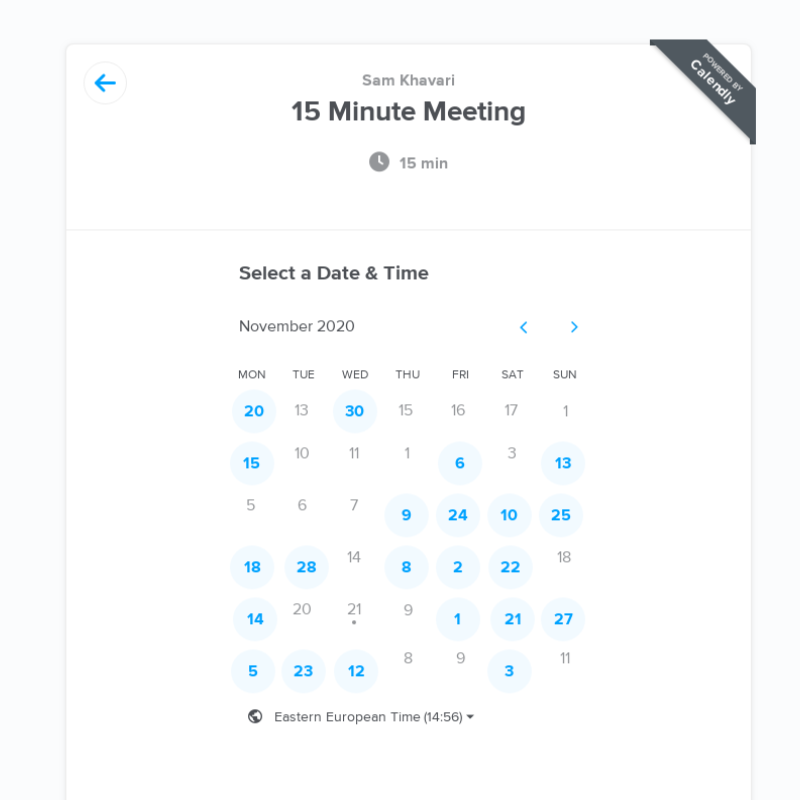 POWERED BY
Calendly
Sam Khavari
15 Minute Meeting
15 min
Select a Date & Time
November 2020
MON TUE WED THU FRI SAT SUN
20 13 30 15 16 17 1
15 10 11 1 6 3 13
5 6 7 9 24 10 25
18 28 14 8 2 22 18
14 20 21 9 1 21 27
5 23 12 8 9 3 11
Eastern European Time (14:56)